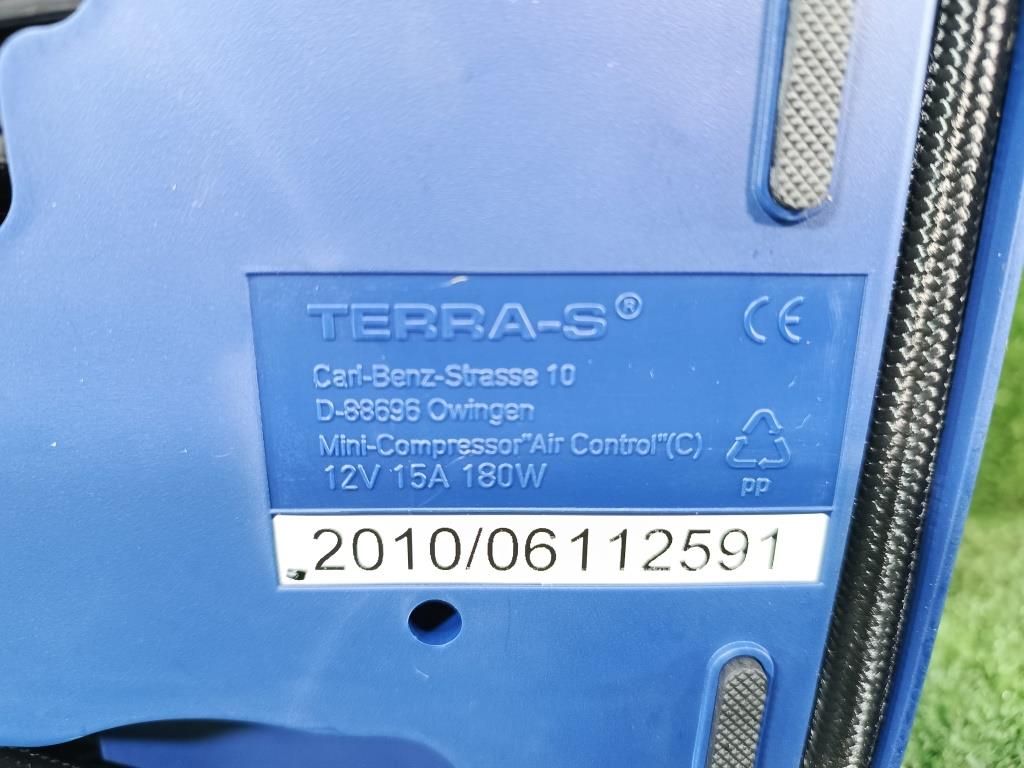 TERRA-S® CE
Carl-Benz-Strasse 10
D-88696 Owingen
Mini-Compressor"Air Control"(C)
12V 15A 180W
PP
2010/06112591